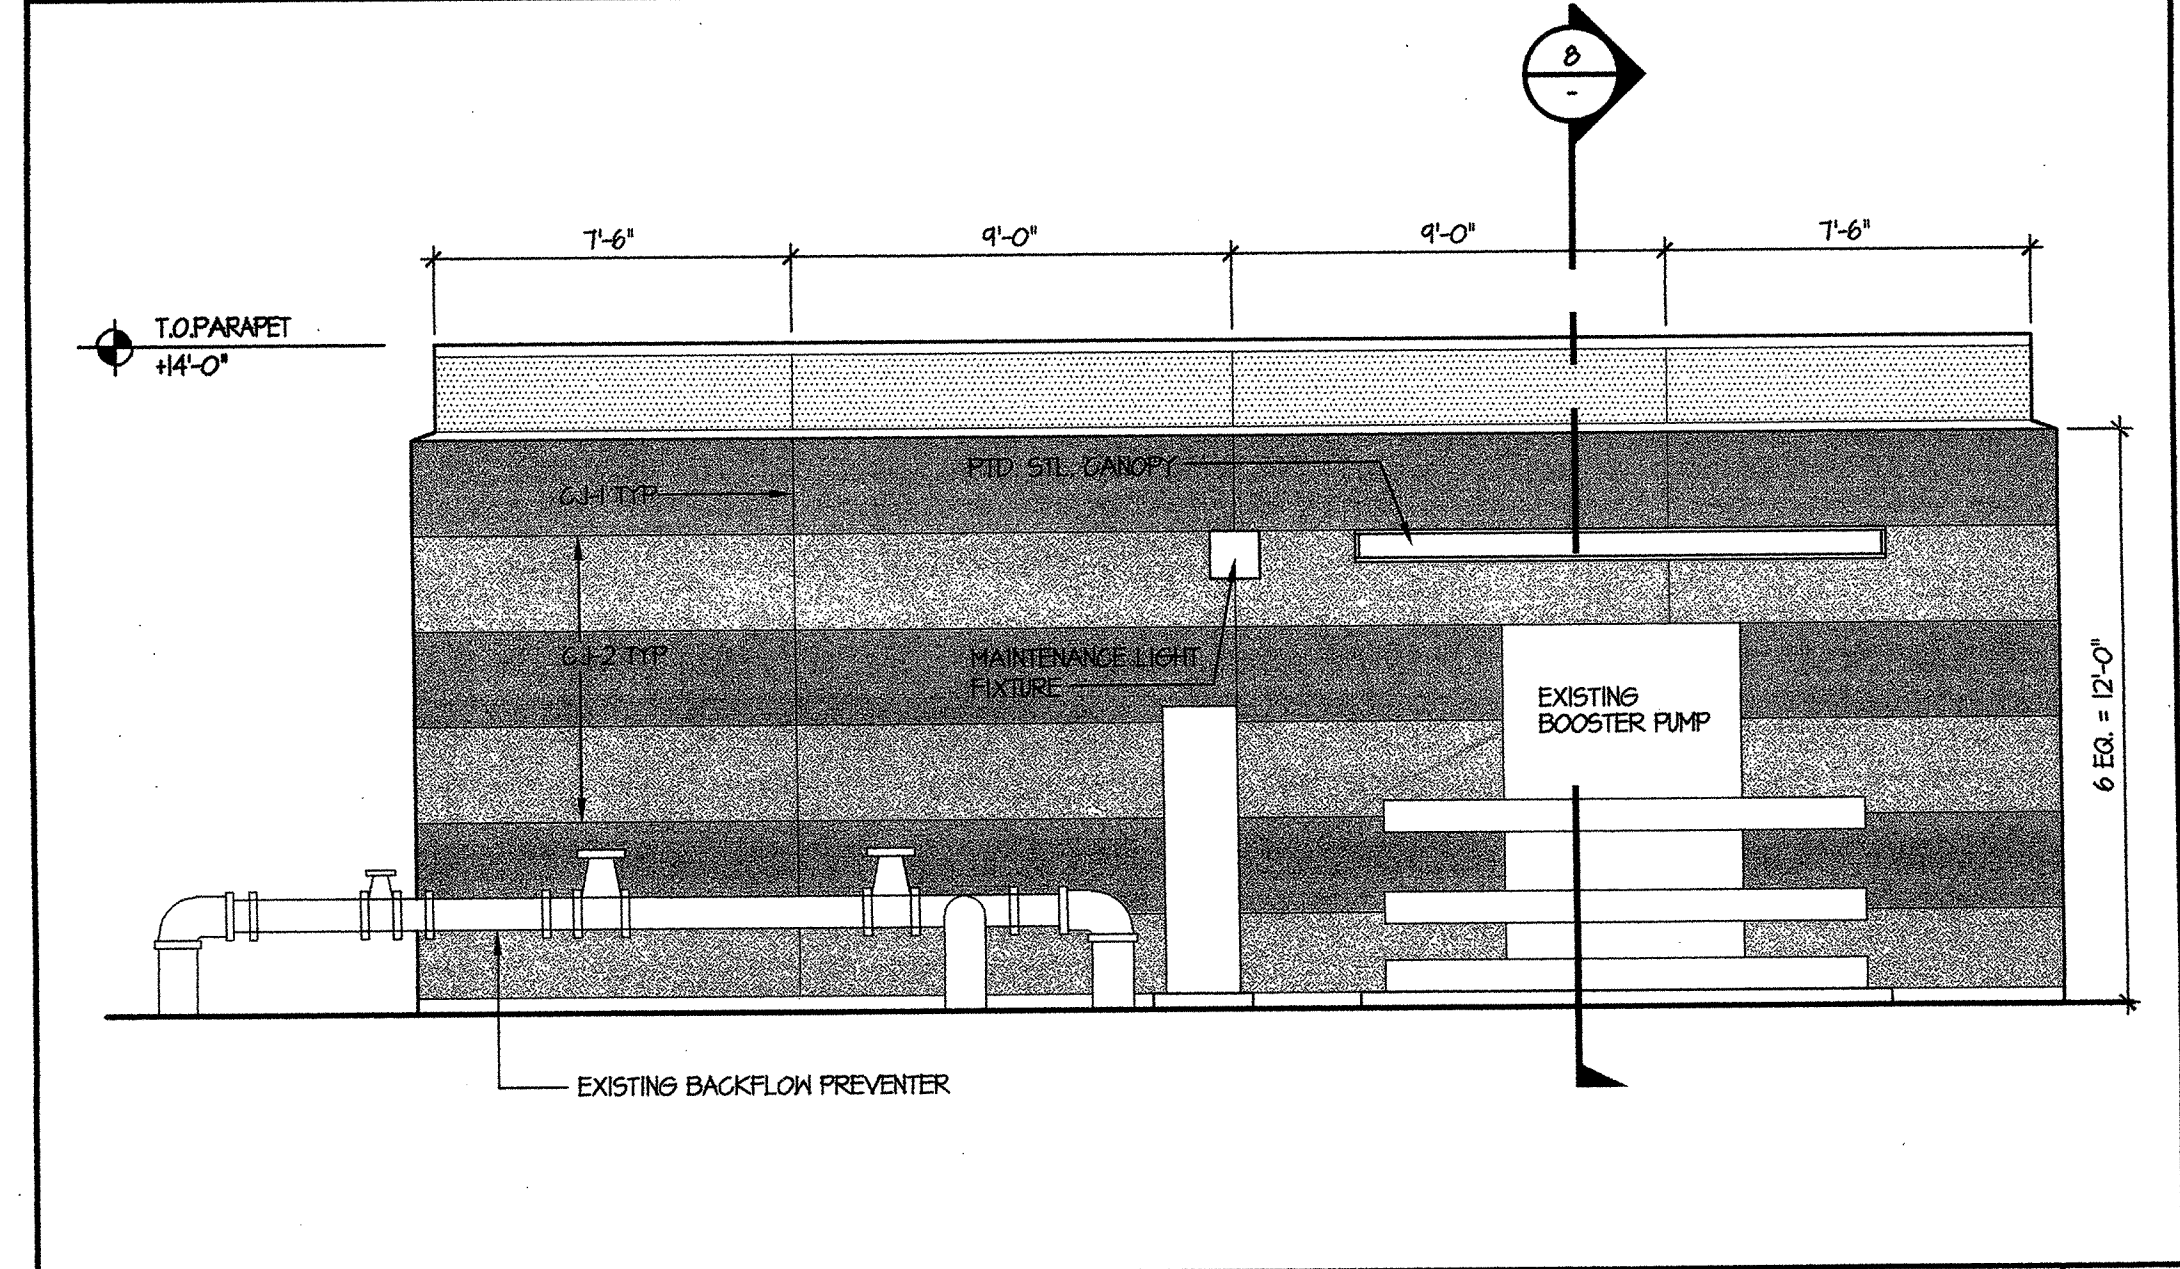 8
-
7'-6"
9'-0"
9'-0"
7'-6"
T.O.PARAPET
+14'-0"
PTD STL. CANOPY
CJ-1 TYP
CJ-2 TYP
MAINTENANCE LIGHT
FIXTURE
EXISTING
BOOSTER PUMP
6 EQ. = 12'-0"
EXISTING BACKFLOW PREVENTER